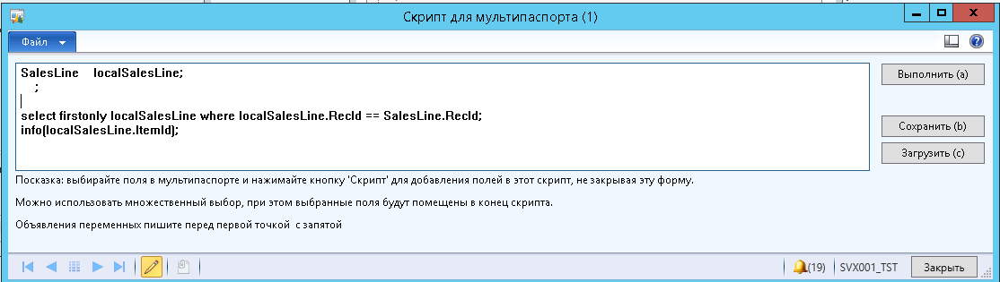 Скрипт для мультипаспорта (1)
Файл
SalesLine localSalesLine;
;
select firstonly localSalesLine where localSalesLine.RecId == SalesLine.RecId;
info(localSalesLine.ItemId);
Выполнить (a)
Сохранить (b)
Загрузить (c)
Посказка: выбирайте поля в мультипаспорте и нажимайте кнопку 'Скрипт' для добавления полей в этот скрипт, не закрывая эту форму.
Можно использовать множественный выбор, при этом выбранные поля будут помещены в конец скрипта.
Объявления переменных пишите перед первой точкой с запятой
(19)
SVX001_TST
Закрыть